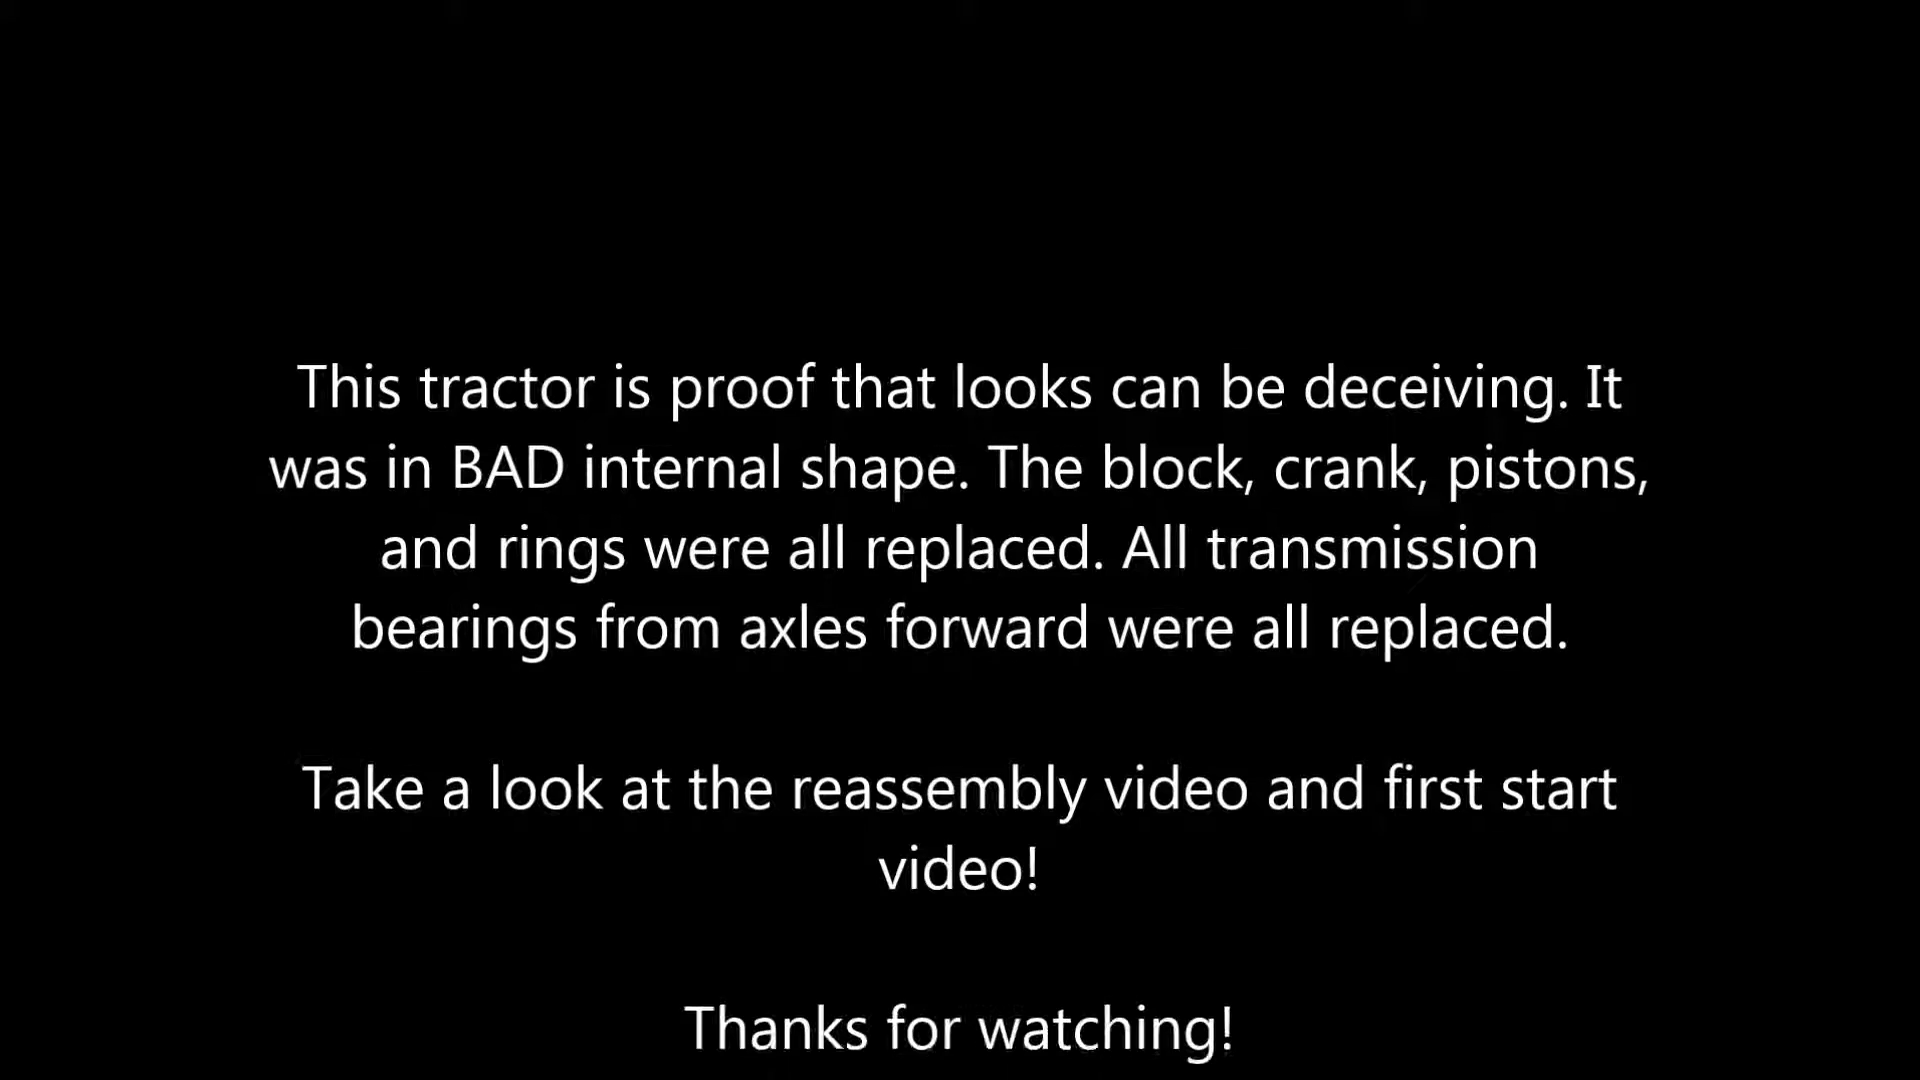 This tractor is proof that looks can be deceiving. It
was in BAD internal shape. The block, crank, pistons,
and rings were all replaced. All transmission
bearings from axles forward were all replaced.
Take a look at the reassembly video and first start
video!
Thanks for watching!